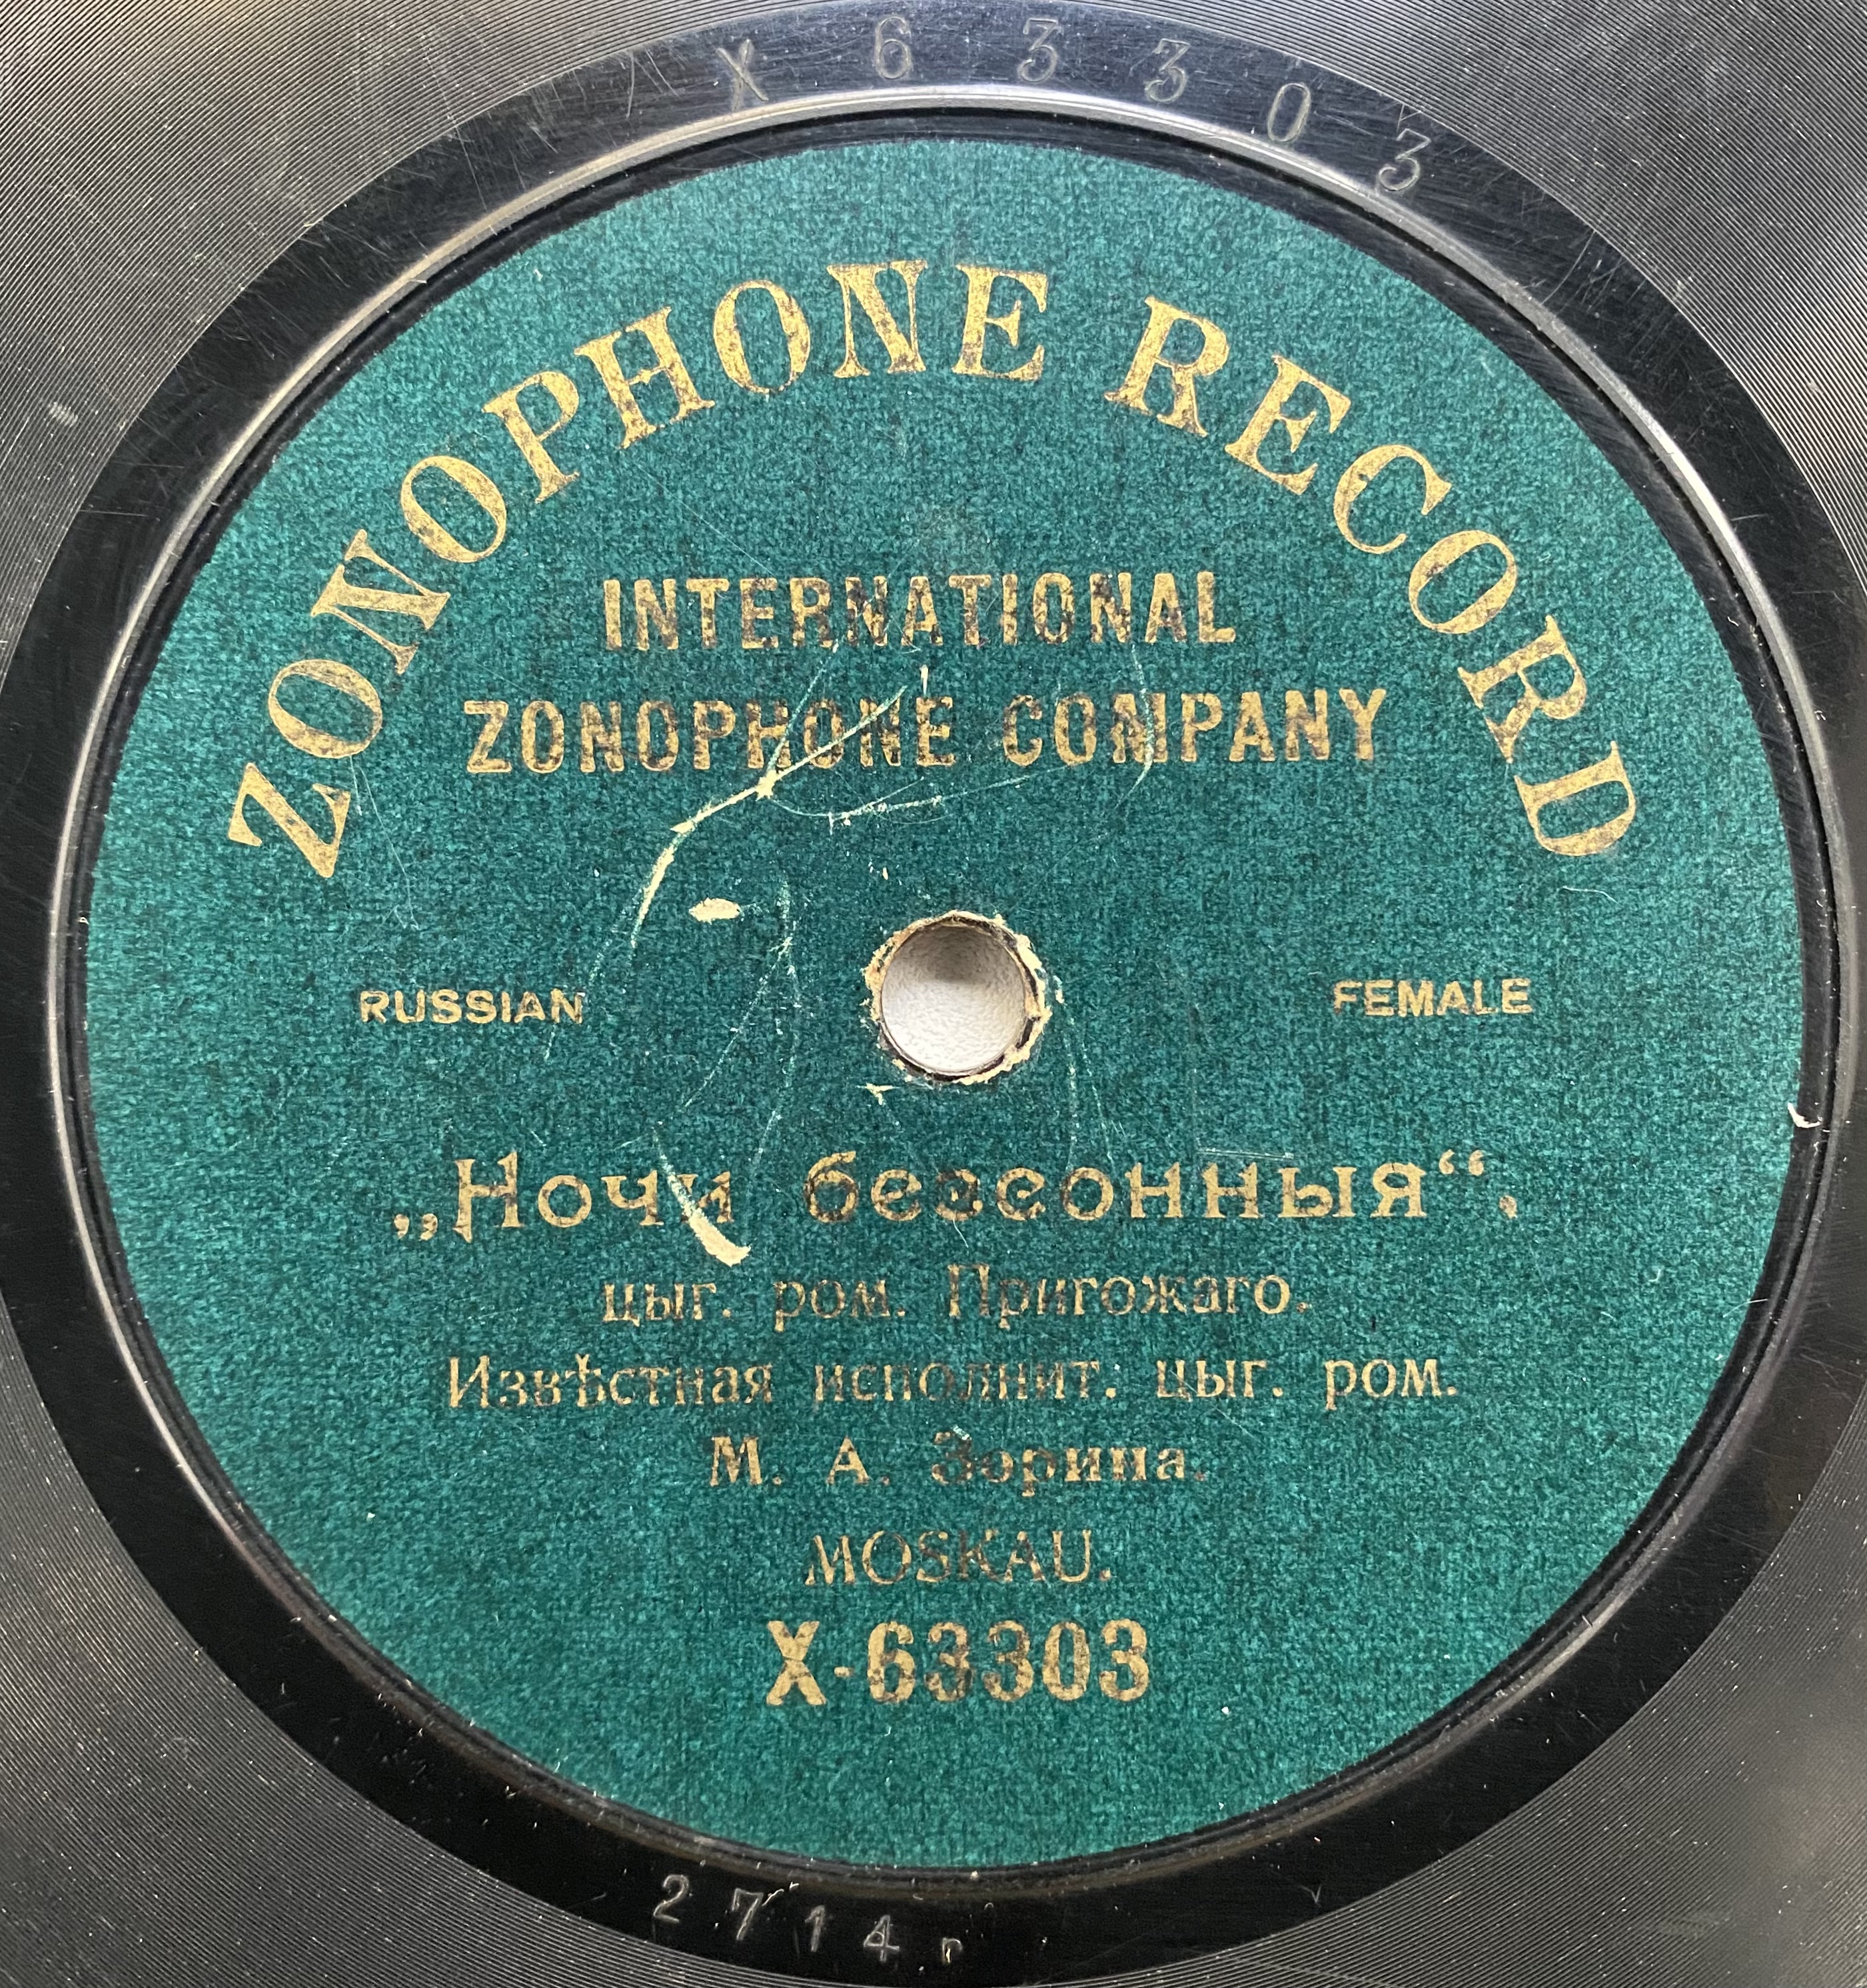 X 63303
ZONOPHONE RECORD
INTERNATIONAL
ZONOPHONE COMPANY
RUSSIAN
FEMALE
„Ночи безсонныя“.
цыг. ром. Пригожаго.
Извѣстная исполнит. цыг. ром.
М. А. Зорина.
MOSKAU.
X-63303
2714r